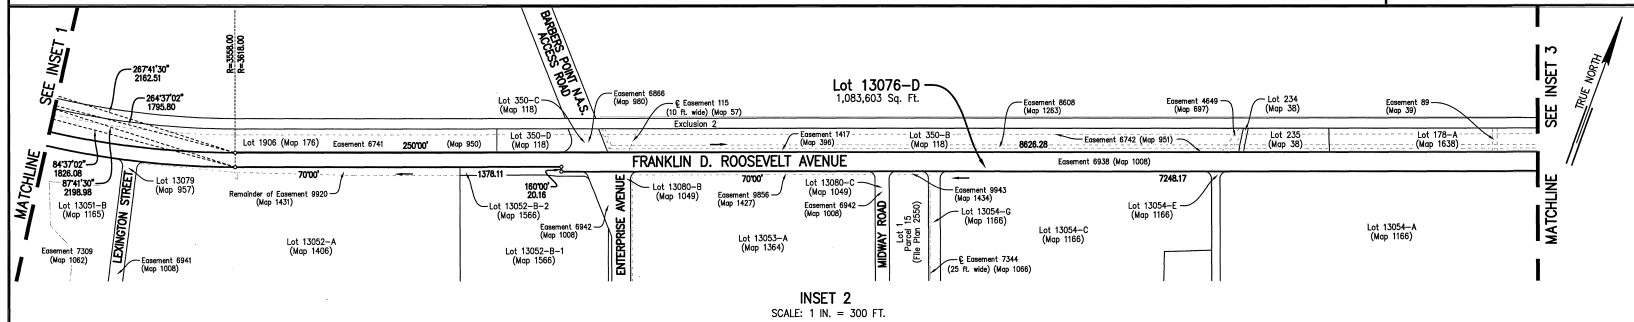 SEE INSET 1
MATCHLINE
267°41'30"
2162.51
264°37'02"
1795.80
R=3558.00
R=3618.00
BARBERS POINT N.A.S.
ACCESS ROAD
Lot 350-C
(Map 118)
Easement 6866
(Map 980)
℄ Easement 115
(10 ft. wide) (Map 57)
Exclusion 2
Lot 13076-D
1,083,603 Sq. Ft.
Easement 8608
(Map 1263)
Easement 4649
(Map 697)
Lot 234
(Map 38)
Easement 89
(Map 39)
SEE INSET 3
MATCHLINE
TRUE NORTH
Lot 1906 (Map 176)
Easement 6741
250°00'
(Map 950)
Lot 350-D
(Map 118)
Easement 1417
(Map 396)
Lot 350-B
(Map 118)
8626.28
Easement 6742 (Map 951)
Lot 235
(Map 38)
Lot 178-A
(Map 1638)
FRANKLIN D. ROOSEVELT AVENUE
Easement 6938 (Map 1008)
84°37'02"
1826.08
87°41'30"
2198.98
Lot 13079
(Map 957)
70°00'
1378.11
160°00'
20.16
70°00'
7248.17
Remainder of Easement 9920
(Map 1431)
Lot 13052-B-2
(Map 1566)
Easement 6942
(Map 1008)
ENTERPRISE AVENUE
Lot 13080-B
(Map 1049)
Easement 9856
(Map 1427)
Lot 13080-C
(Map 1049)
Easement 6942
(Map 1008)
MIDWAY ROAD
Easement 9943
(Map 1434)
Lot 1
Parcel 15
(File Plan 2550)
Lot 13054-G
(Map 1166)
Lot 13054-E
(Map 1166)
Lot 13051-B
(Map 1165)
LEXINGTON STREET
Easement 7309
(Map 1062)
Easement 6941
(Map 1008)
Lot 13052-A
(Map 1406)
Lot 13052-B-1
(Map 1566)
Lot 13053-A
(Map 1364)
Lot 13054-C
(Map 1166)
Lot 13054-A
(Map 1166)
℄ Easement 7344
(25 ft. wide) (Map 1066)
INSET 2
SCALE: 1 IN. = 300 FT.